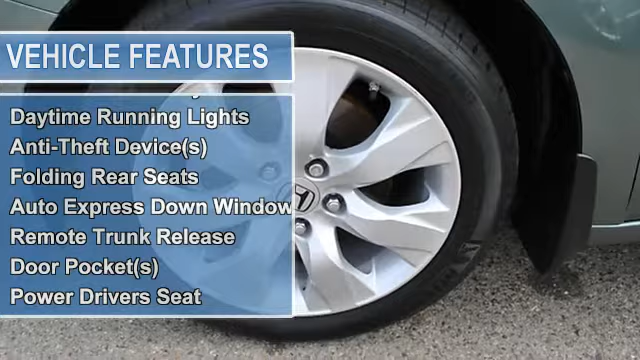 VEHICLE FEATURES
Daytime Running Lights
Anti-Theft Device(s)
Folding Rear Seats
Auto Express Down Window
Remote Trunk Release
Door Pocket(s)
Power Drivers Seat